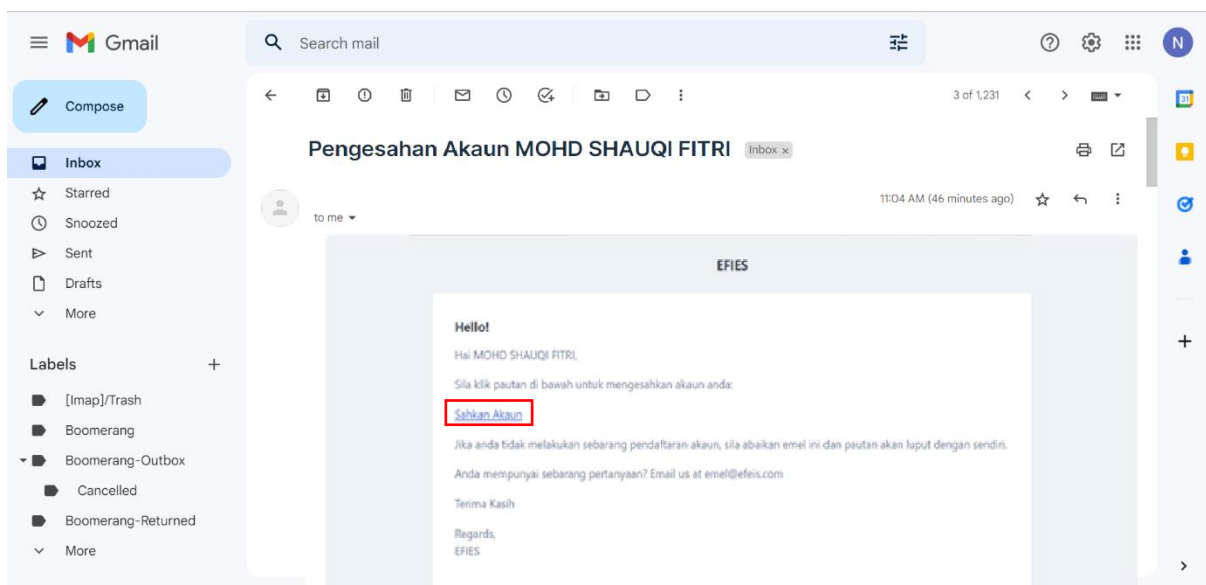 Gmail
Search mail
N
Compose
3 of 1,231
31
Pengesahan Akaun MOHD SHAUQI FITRI Inbox x
Inbox
Starred
11:04 AM (46 minutes ago)
to me
Snoozed
Sent
Drafts
More
Labels
[Imap]/Trash
Boomerang
Boomerang-Outbox
Cancelled
Boomerang-Returned
More
EFIES
Hello!
Hai MOHD SHAUQI FITRI,
Sila klik pautan di bawah untuk mengesahkan akaun anda:
Sahkan Akaun
Jika anda tidak melakukan sebarang pendaftaran akaun, sila abaikan emel ini dan pautan akan luput dengan sendiri.
Anda mempunyai sebarang pertanyaan? Email us at emel@efeis.com
Terima Kasih
Regards,
EFIES